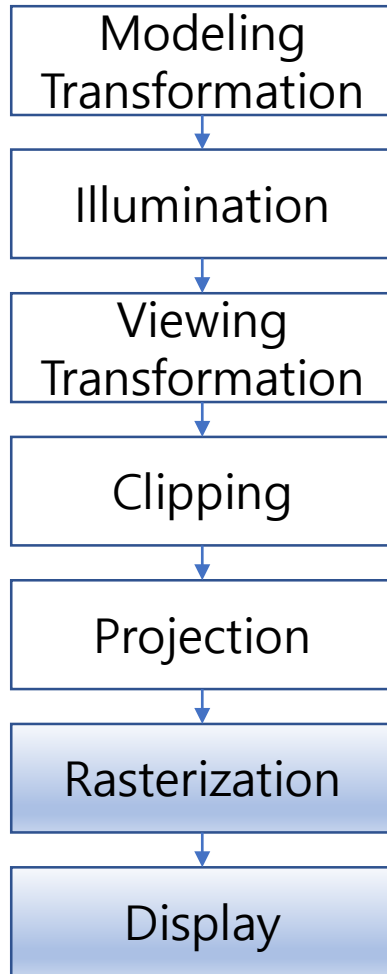 Modeling
Transformation
Illumination
Viewing
Transformation
Clipping
Projection
Rasterization
Display